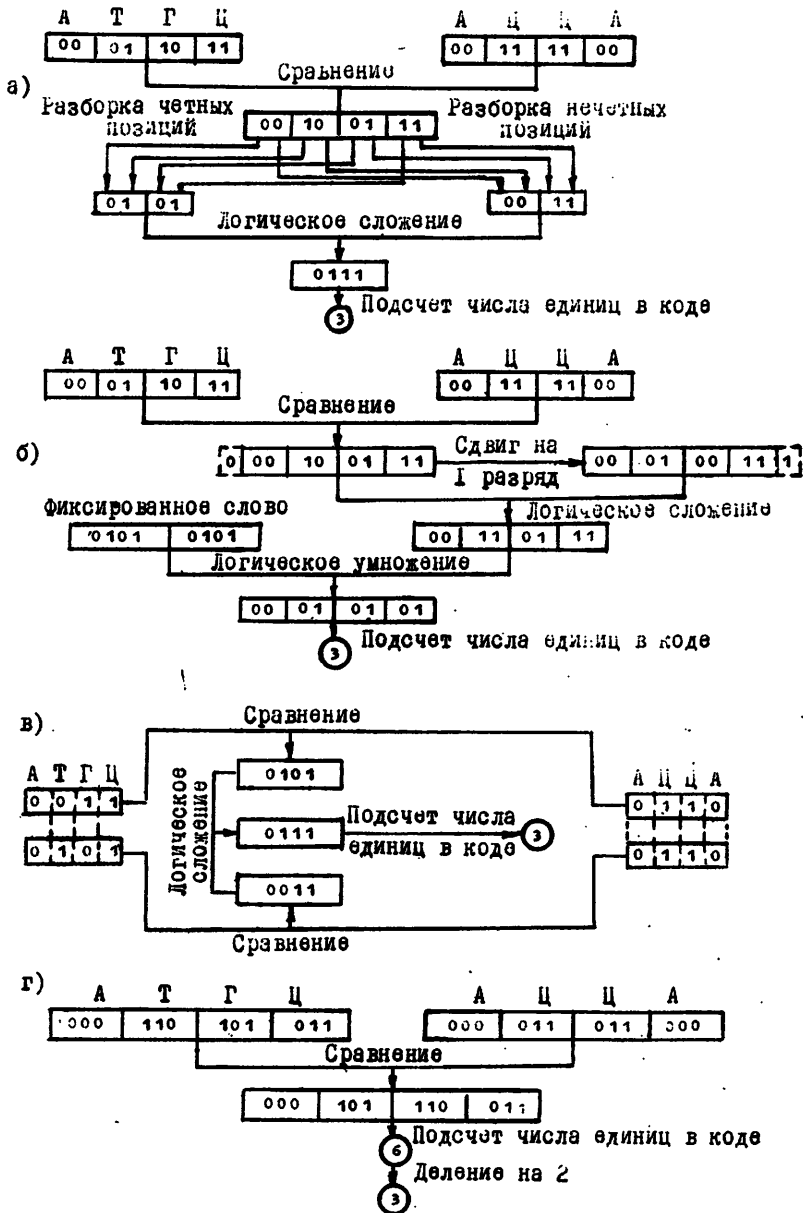 А Т Г Ц А Ц Ц А
00 01 10 11 00 11 11 00
а)
Сравнение
Разборка четных позиций
Разборка нечетных позиций
00 10 01 11
01 01 00 11
Логическое сложение
0111
3 Подсчет числа единиц в коде
А Т Г Ц А Ц Ц А
00 01 10 11 00 11 11 00
Сравнение
б)
0 00 10 01 11 Сдвиг на 1 разряд 00 01 00 11 1
Фиксированное слово
Логическое сложение
0101 0101 00 11 01 11
Логическое умножение
00 01 01 01
3 Подсчет числа единиц в коде
в)
Сравнение
А Т Г Ц А Ц Ц А
0 0 1 1 0101 0 1 1 0
Логическое сложение
0111 Подсчет числа единиц в коде 3
0 1 0 1 0 1 1 0
0011
Сравнение
г)
А Т Г Ц А Ц Ц А
000 110 101 011 000 011 011 000
Сравнение
000 101 110 011
6 Подсчет числа единиц в коде
Деление на 2
3